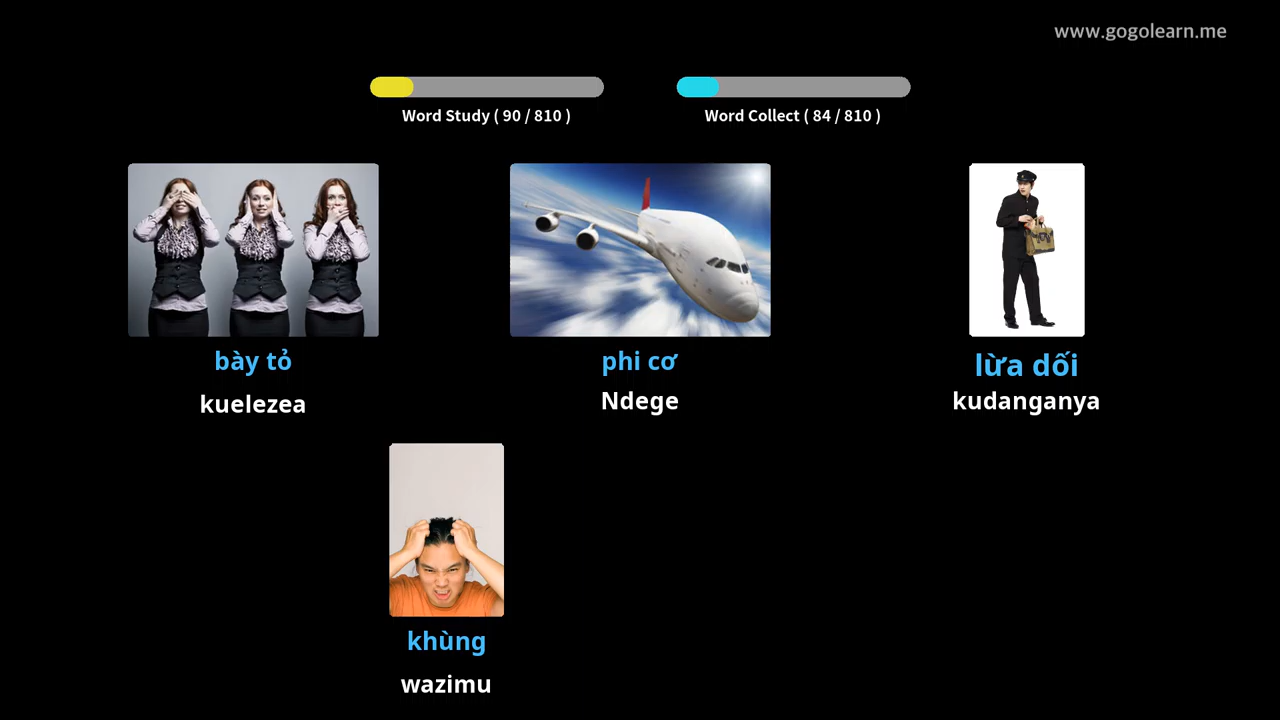 www.gogolearn.me
Word Study ( 90 / 810 )
Word Collect ( 84 / 810 )
bày tỏ
kuelezea
phi cơ
Ndege
lừa dối
kudanganya
khùng
wazimu